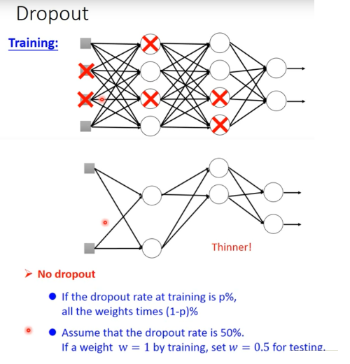 Dropout
Training:
Thinner!
No dropout
If the dropout rate at training is p%,
all the weights times (1-p)%
Assume that the dropout rate is 50%.
If a weight w = 1 by training, set w = 0.5 for testing.